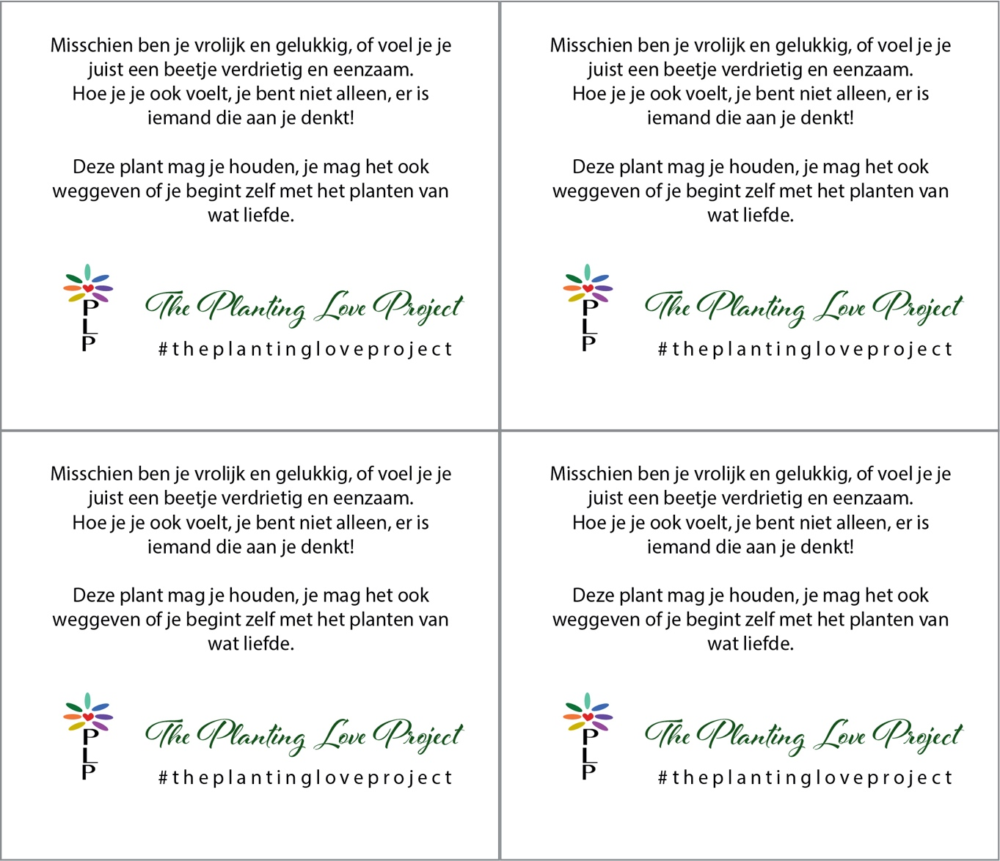 Misschien ben je vrolijk en gelukkig, of voel je je
juist een beetje verdrietig en eenzaam.
Hoe je je ook voelt, je bent niet alleen, er is
iemand die aan je denkt!
Deze plant mag je houden, je mag het ook
weggeven of je begint zelf met het planten van
wat liefde.
P
L
P
The Planting Love Project
#theplantingloveproject
Misschien ben je vrolijk en gelukkig, of voel je je
juist een beetje verdrietig en eenzaam.
Hoe je je ook voelt, je bent niet alleen, er is
iemand die aan je denkt!
Deze plant mag je houden, je mag het ook
weggeven of je begint zelf met het planten van
wat liefde.
P
L
P
The Planting Love Project
#theplantingloveproject
Misschien ben je vrolijk en gelukkig, of voel je je
juist een beetje verdrietig en eenzaam.
Hoe je je ook voelt, je bent niet alleen, er is
iemand die aan je denkt!
Deze plant mag je houden, je mag het ook
weggeven of je begint zelf met het planten van
wat liefde.
P
L
P
The Planting Love Project
#theplantingloveproject
Misschien ben je vrolijk en gelukkig, of voel je je
juist een beetje verdrietig en eenzaam.
Hoe je je ook voelt, je bent niet alleen, er is
iemand die aan je denkt!
Deze plant mag je houden, je mag het ook
weggeven of je begint zelf met het planten van
wat liefde.
P
L
P
The Planting Love Project
#theplantingloveproject